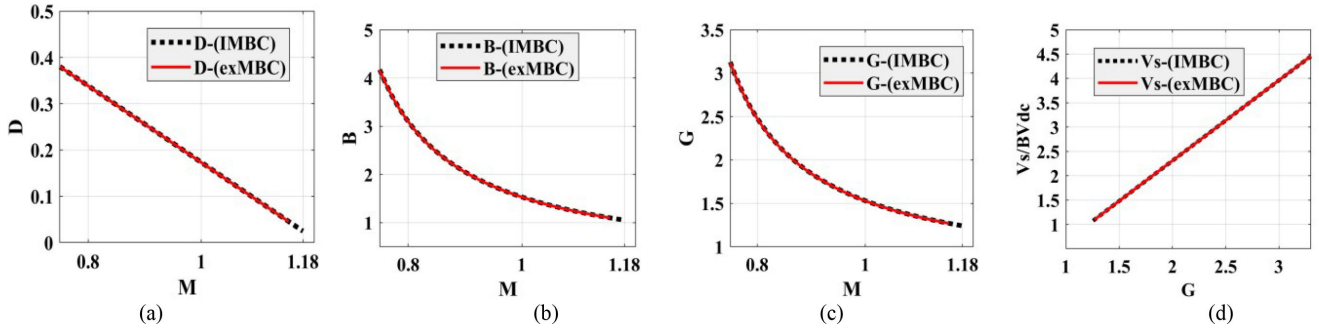 0.5
0.4
0.3
0.2
0.1
0
D
D-(IMBC)
D-(exMBC)
0.8
1
1.18
M
(a)
5
4
3
2
1
B
B-(IMBC)
B-(exMBC)
0.8
1
1.18
M
(b)
3.5
3
2.5
2
1.5
1
G
G-(IMBC)
G-(exMBC)
0.8
1
1.18
M
(c)
5
4.5
4
3.5
3
2.5
2
1.5
1
Vs/BVdc
Vs-(IMBC)
Vs-(exMBC)
1
1.5
2
2.5
3
G
(d)